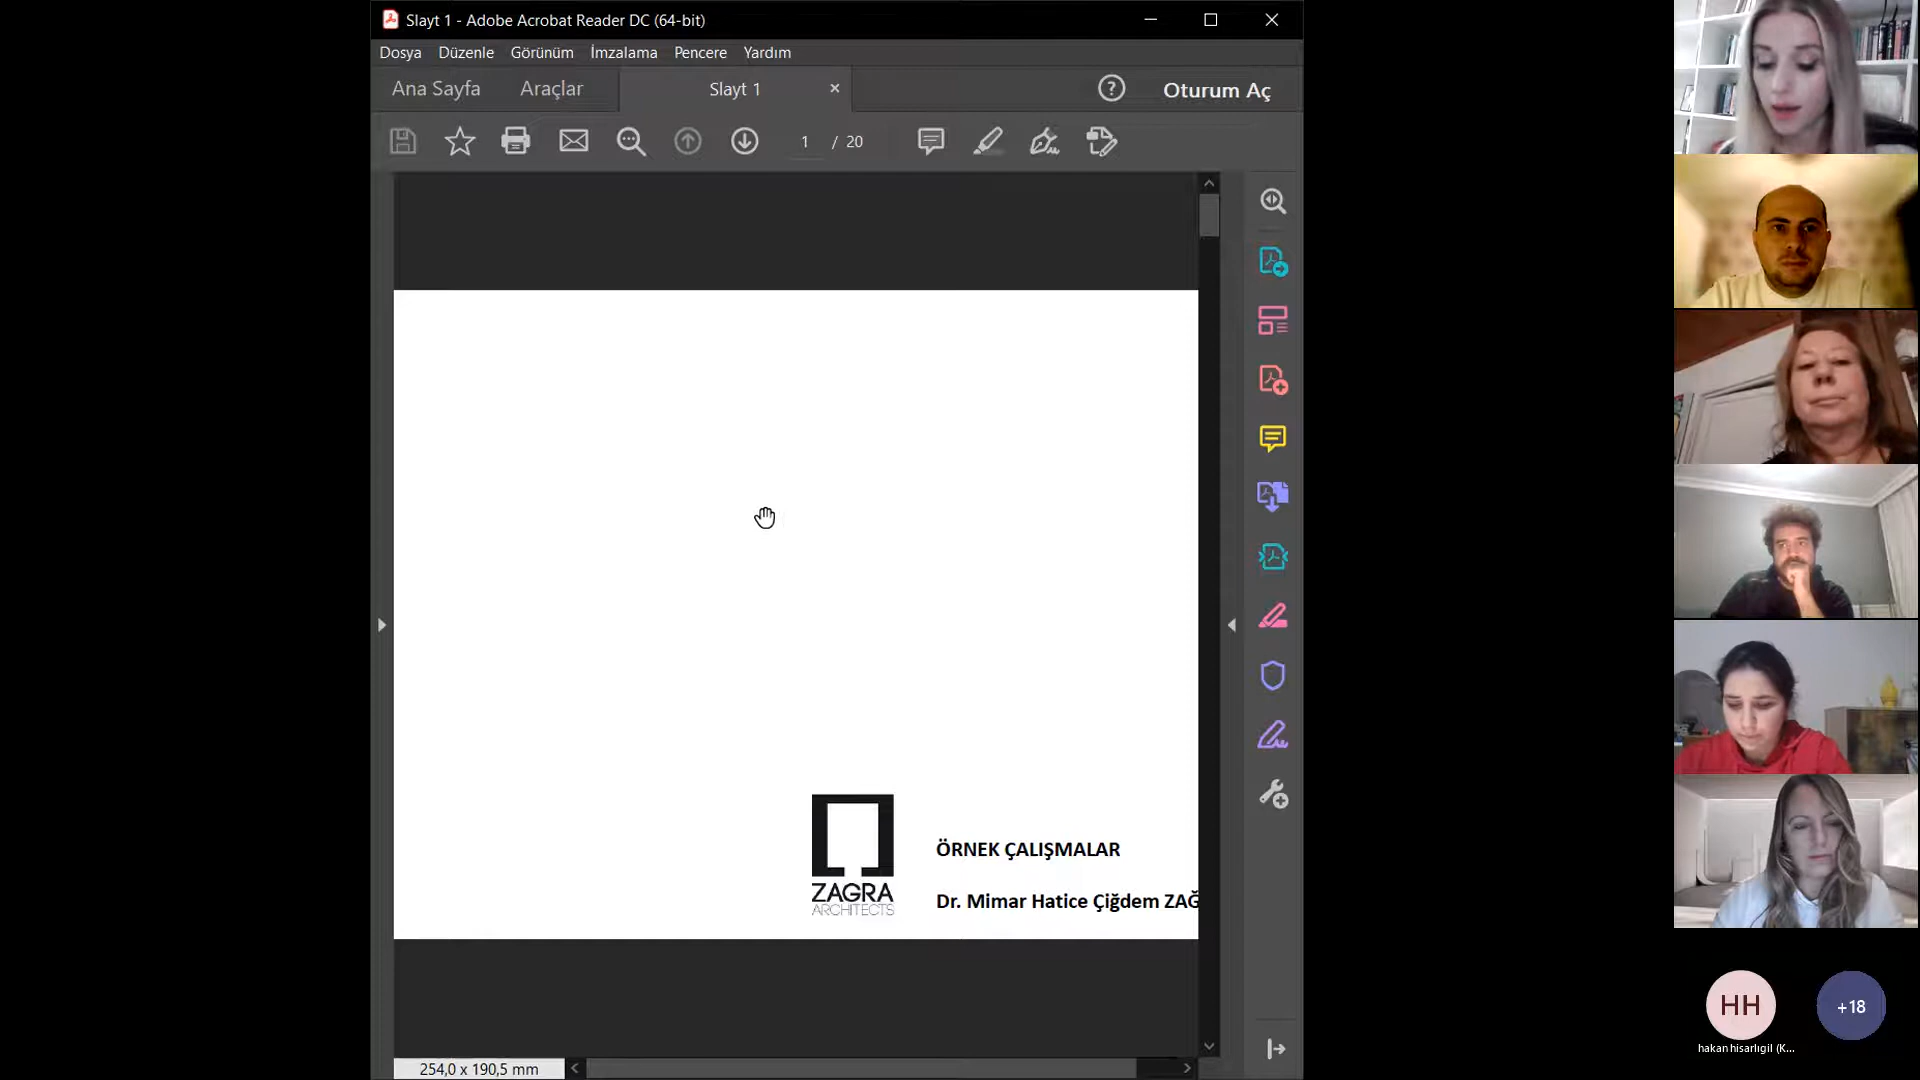 Slayt 1 - Adobe Acrobat Reader DC (64-bit)
Dosya Düzenle Görünüm İmzalama Pencere Yardım
Ana Sayfa Araçlar Slayt 1 Oturum Aç
1 / 20
ZAGRA
ARCHITECTS
ÖRNEK ÇALIŞMALAR
Dr. Mimar Hatice Çiğdem ZAĞ
254,0 x 190,5 mm
HH
+18
hakan hisarlıgil (K...